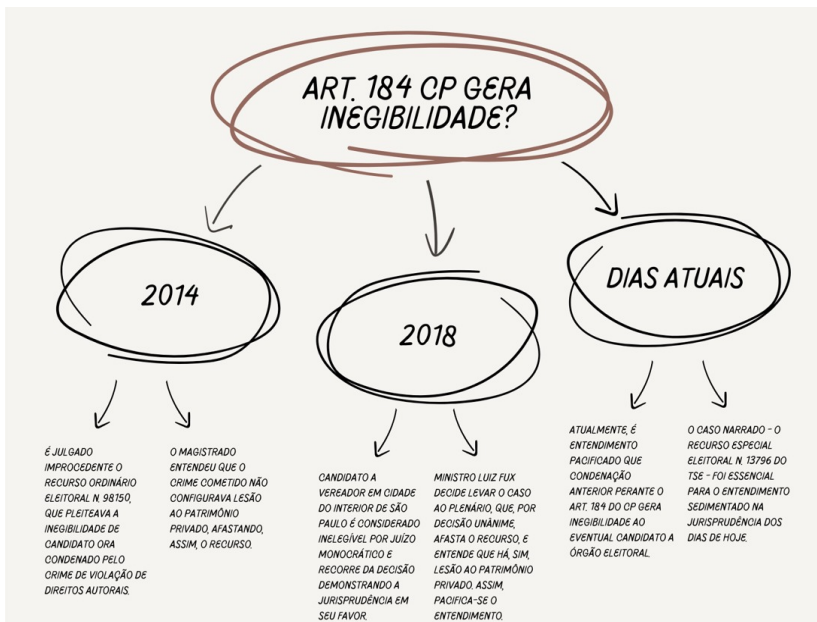 ART. 184 CP GERA
INEGIBILIDADE?
2014
2018
DIAS ATUAIS
É JULGADO
IMPROCEDENTE O
RECURSO ORDINÁRIO
ELEITORAL N. 98150,
QUE PLEITEAVA A
INEGIBILIDADE DE
CANDIDATO ORA
CONDENADO PELO
CRIME DE VIOLAÇÃO DE
DIREITOS AUTORAIS.
O MAGISTRADO
ENTENDEU QUE O
CRIME COMETIDO NÃO
CONFIGURAVA LESÃO
AO PATRIMÔNIO
PRIVADO, AFASTANDO,
ASSIM, O RECURSO.
CANDIDATO A
VEREADOR EM CIDADE
DO INTERIOR DE SÃO
PAULO É CONSIDERADO
INELEGÍVEL POR JUÍZO
MONOCRÁTICO E
RECORRE DA DECISÃO
DEMONSTRANDO A
JURISPRUDÊNCIA EM
SEU FAVOR.
MINISTRO LUIZ FUX
DECIDE LEVAR O CASO
AO PLENÁRIO, QUE, POR
DECISÃO UNÂNIME,
AFASTA O RECURSO, E
ENTENDE QUE HÁ, SIM,
LESÃO AO PATRIMÔNIO
PRIVADO. ASSIM,
PACIFICA-SE O
ENTENDIMENTO.
ATUALMENTE, É
ENTENDIMENTO
PACIFICADO QUE
CONDENAÇÃO
ANTERIOR PERANTE O
ART. 184 DO CP GERA
INEGIBILIDADE AO
EVENTUAL CANDIDATO A
ÓRGÃO ELEITORAL.
O CASO NARRADO - O
RECURSO ESPECIAL
ELEITORAL N. 13796 DO
TSE - FOI ESSENCIAL
PARA O ENTENDIMENTO
SEDIMENTADO NA
JURISPRUDÊNCIA DOS
DIAS DE HOJE.